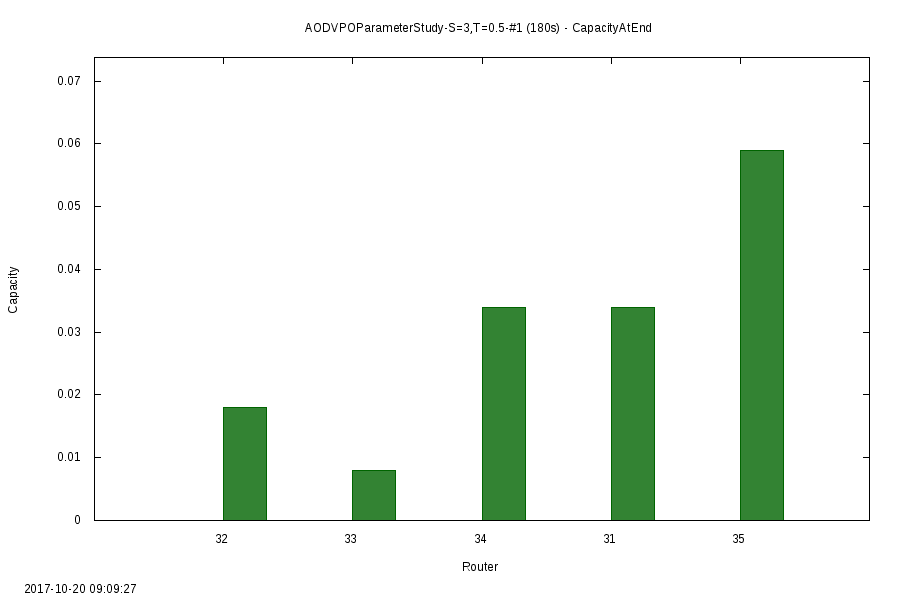 AODVPOParameterStudy-S=3,T=0.5-#1 (180s) - CapacityAtEnd
0.07
0.06
0.05
0.04
0.03
0.02
0.01
0
Capacity
32 33 34 31 35
Router
2017-10-20 09:09:27